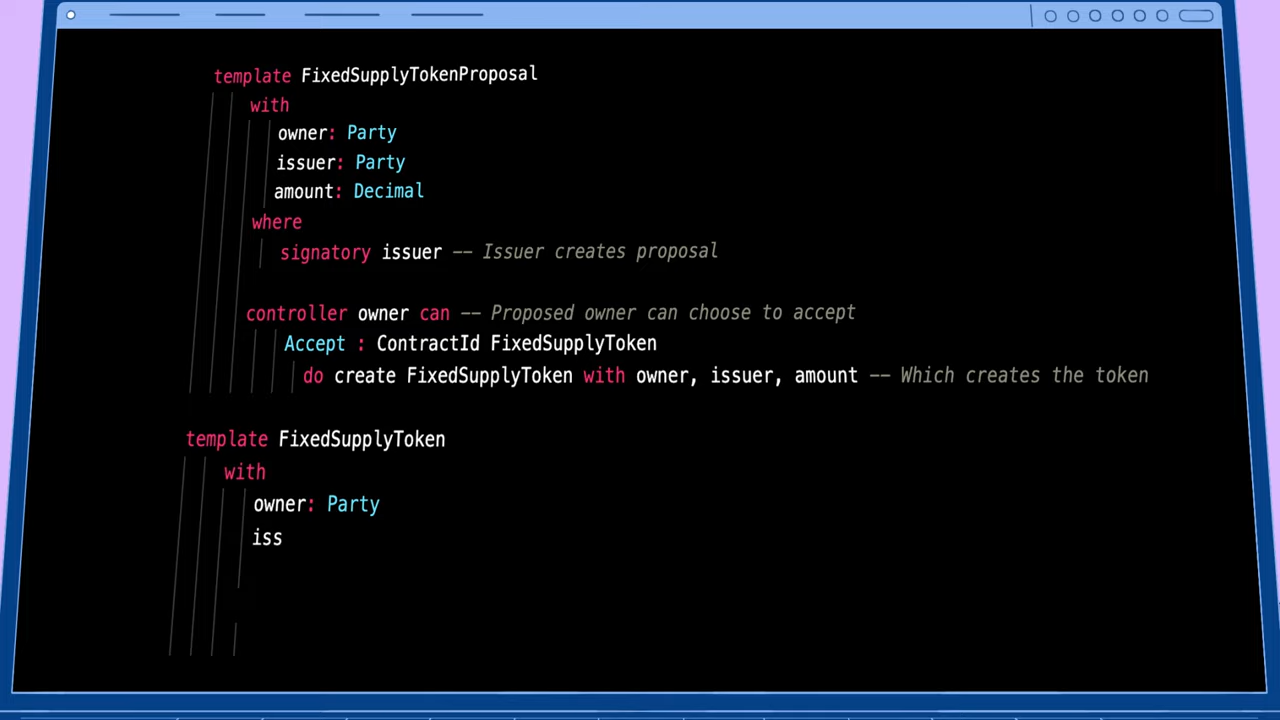 template FixedSupplyTokenProposal
with
owner: Party
issuer: Party
amount: Decimal
where
signatory issuer -- Issuer creates proposal
controller owner can -- Proposed owner can choose to accept
Accept : ContractId FixedSupplyToken
do create FixedSupplyToken with owner, issuer, amount -- Which creates the token
template FixedSupplyToken
with
owner: Party
iss